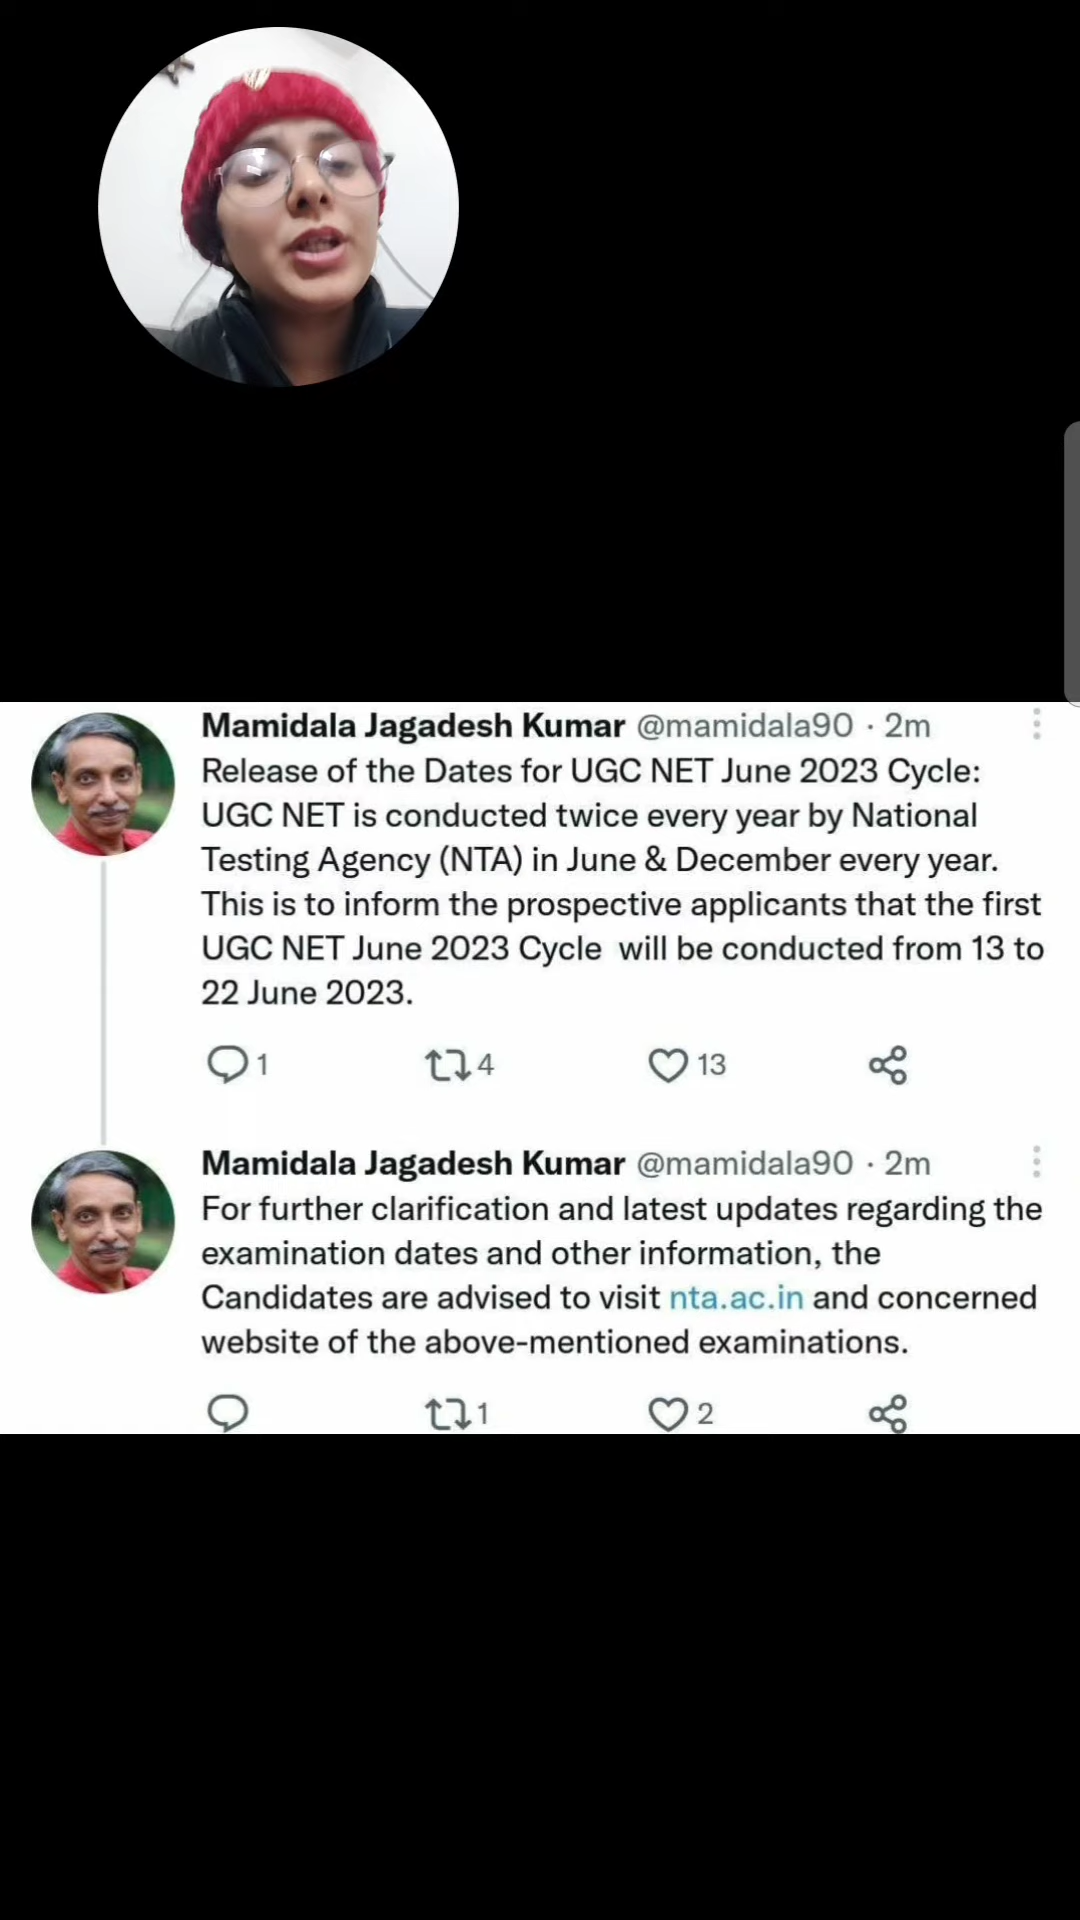 Mamidala Jagadesh Kumar @mamidala90 · 2m
Release of the Dates for UGC NET June 2023 Cycle:
UGC NET is conducted twice every year by National
Testing Agency (NTA) in June & December every year.
This is to inform the prospective applicants that the first
UGC NET June 2023 Cycle will be conducted from 13 to
22 June 2023.
1 4 13
Mamidala Jagadesh Kumar @mamidala90 · 2m
For further clarification and latest updates regarding the
examination dates and other information, the
Candidates are advised to visit nta.ac.in and concerned
website of the above-mentioned examinations.
1 2